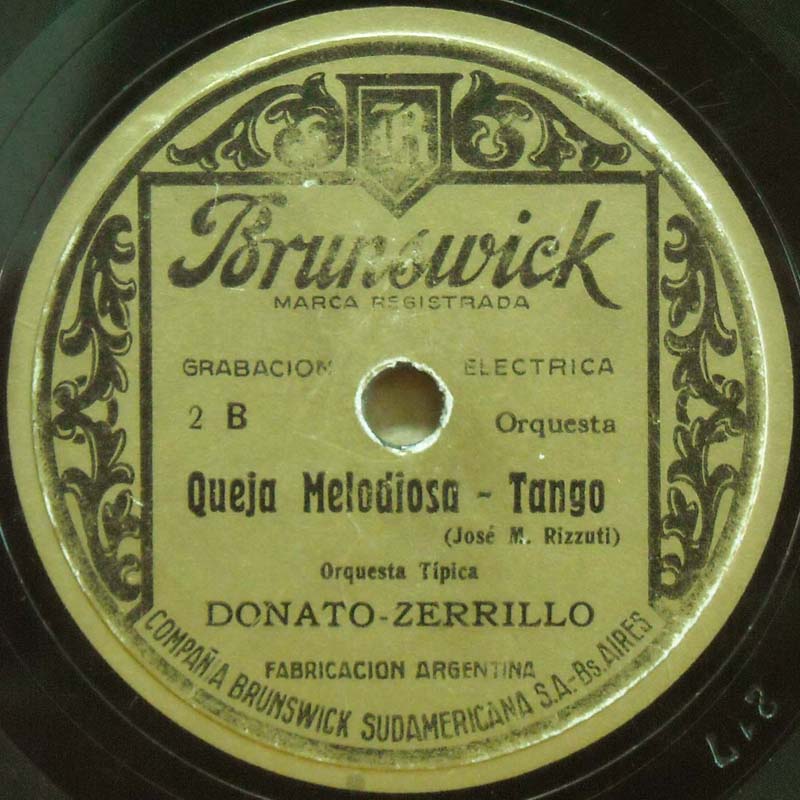 B
Brunswick
MARCA REGISTRADA
GRABACION ELECTRICA
2 B Orquesta
Queja Melodiosa - Tango
(José M. Rizzuti)
Orquesta Típica
DONATO-ZERRILLO
FABRICACION ARGENTINA
COMPAÑIA BRUNSWICK SUDAMERICANA S.A.-Bs. AIRES